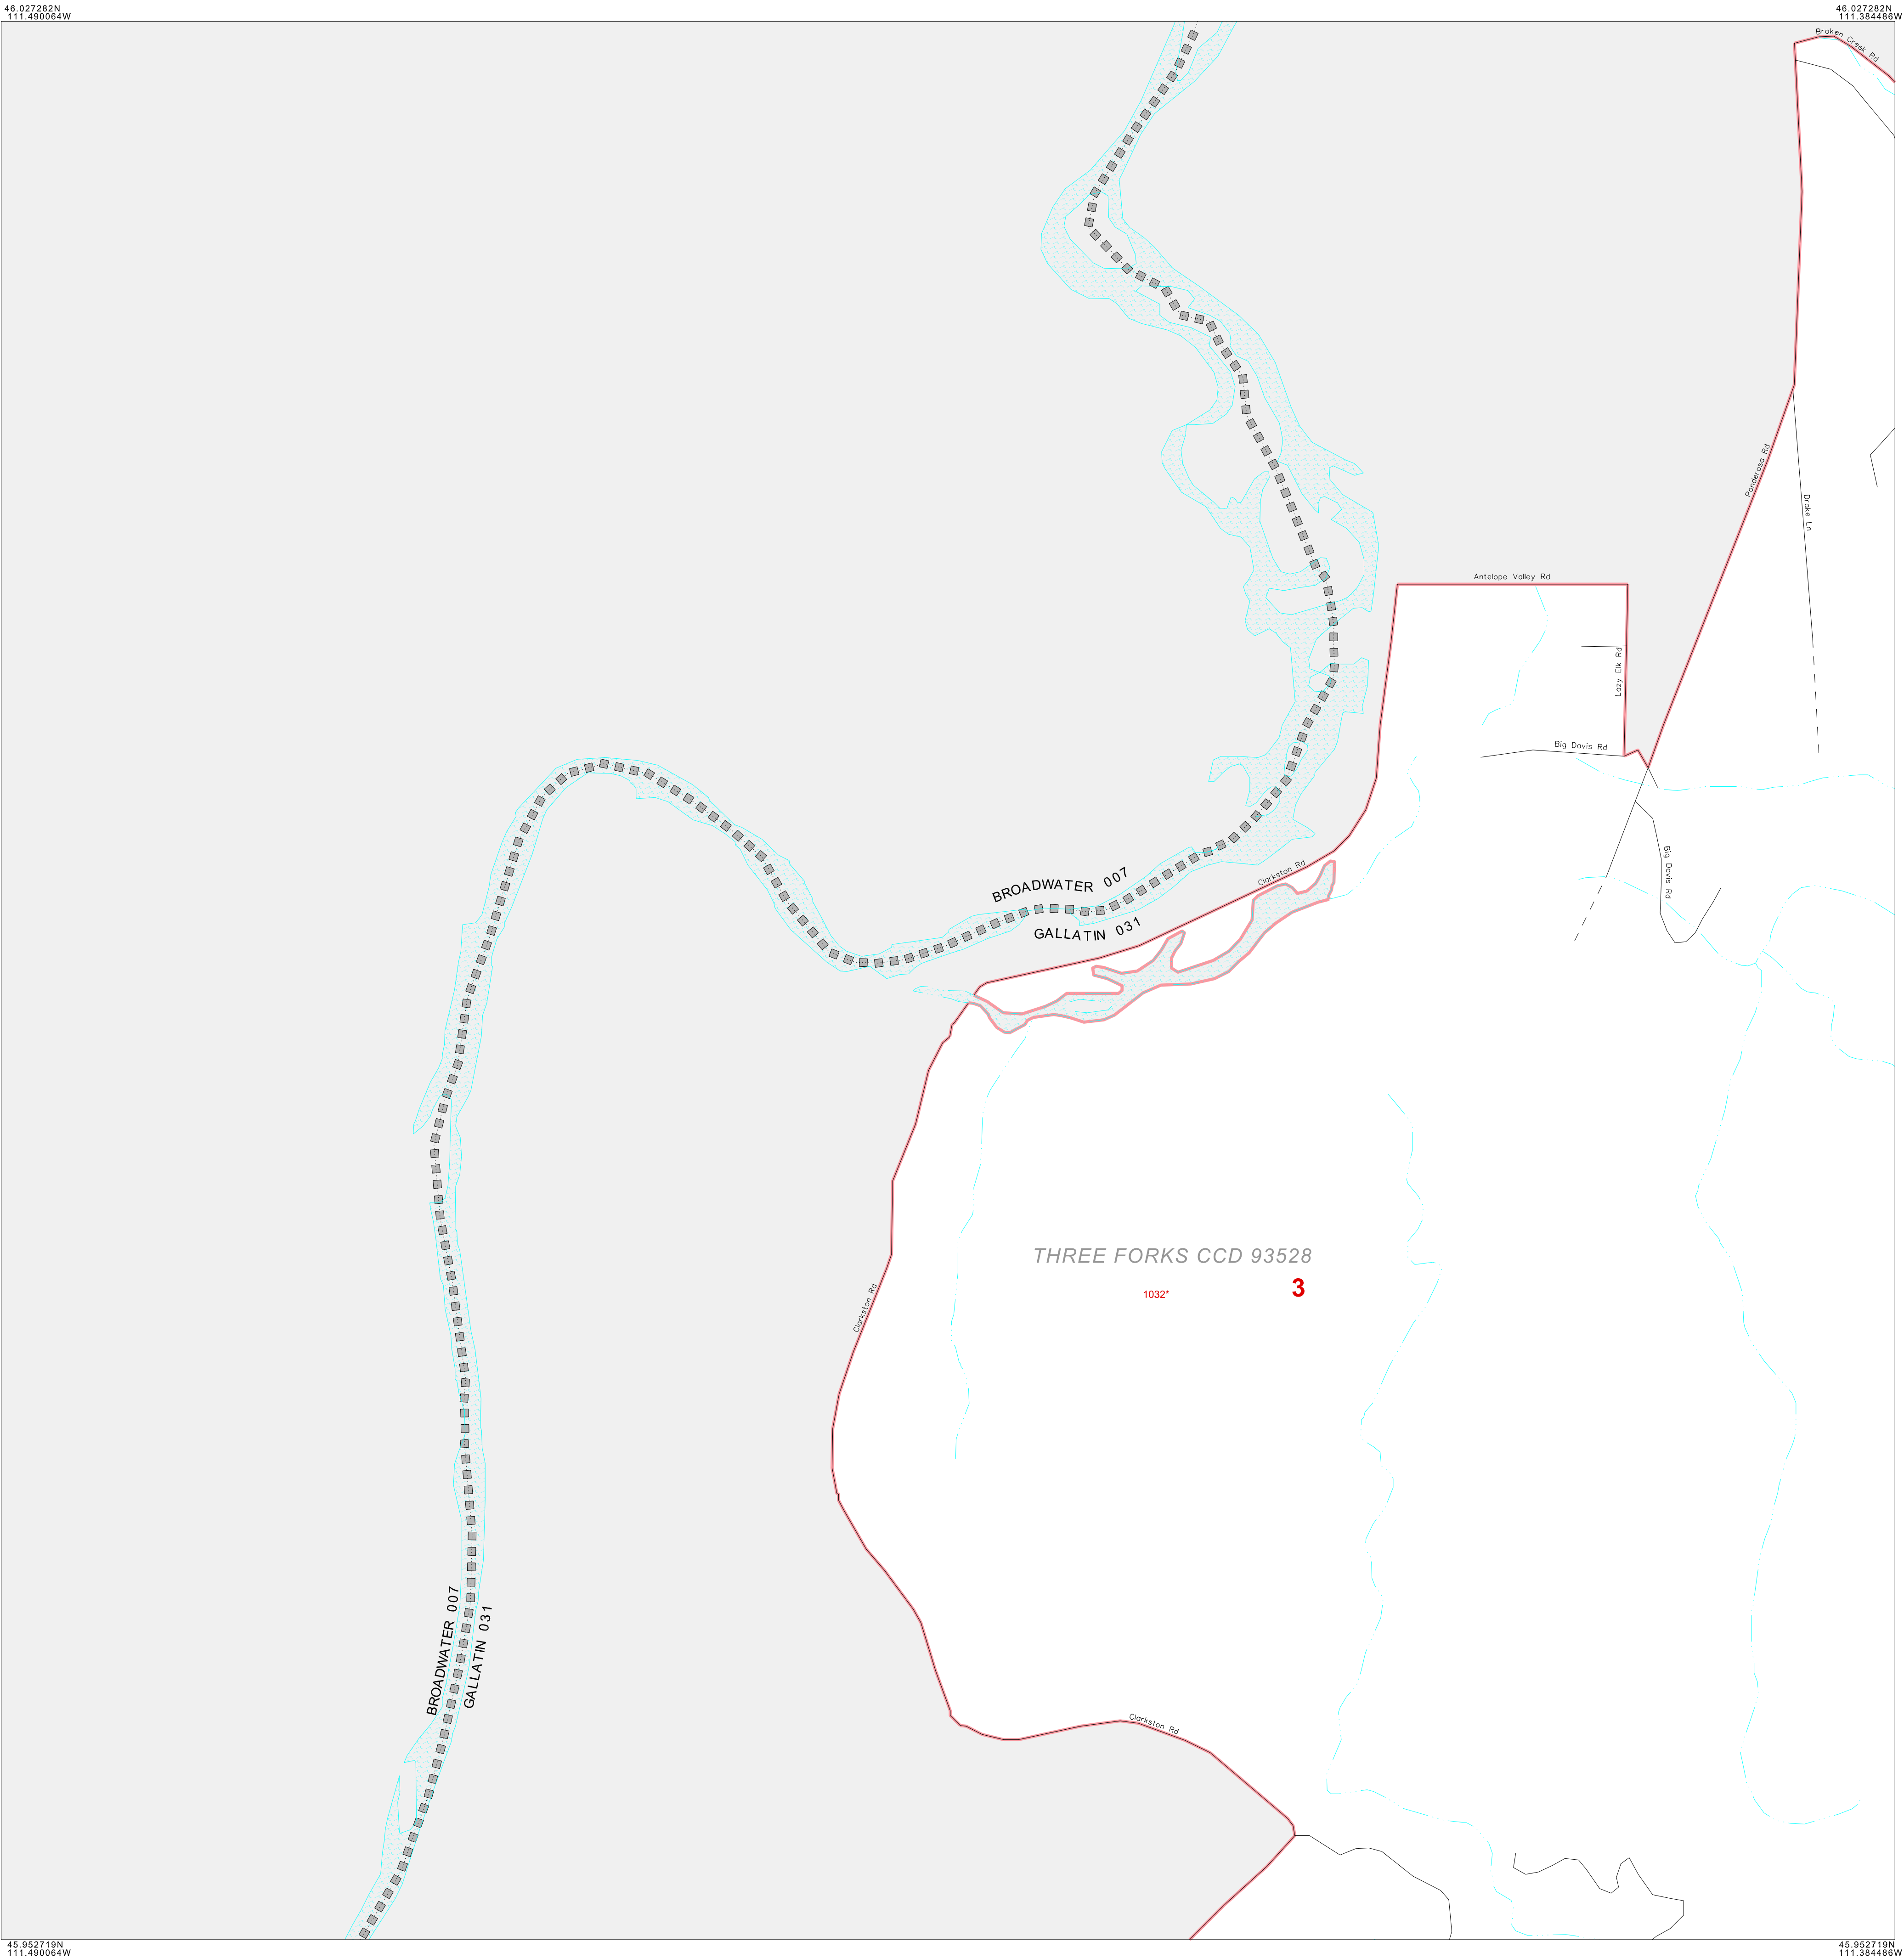 46.027282N
111.490064W
46.027282N
111.384486W
Broken Creek Rd
Ponderosa Rd
Drake Ln
Antelope Valley Rd
Lazy Elk Rd
Big Davis Rd
Big Davis Rd
Clarkston Rd
BROADWATER 007
GALLATIN 031
THREE FORKS CCD 93528
1032*
3
Clarkston Rd
BROADWATER 007
GALLATIN 031
Clarkston Rd
45.952719N
111.490064W
45.952719N
111.384486W